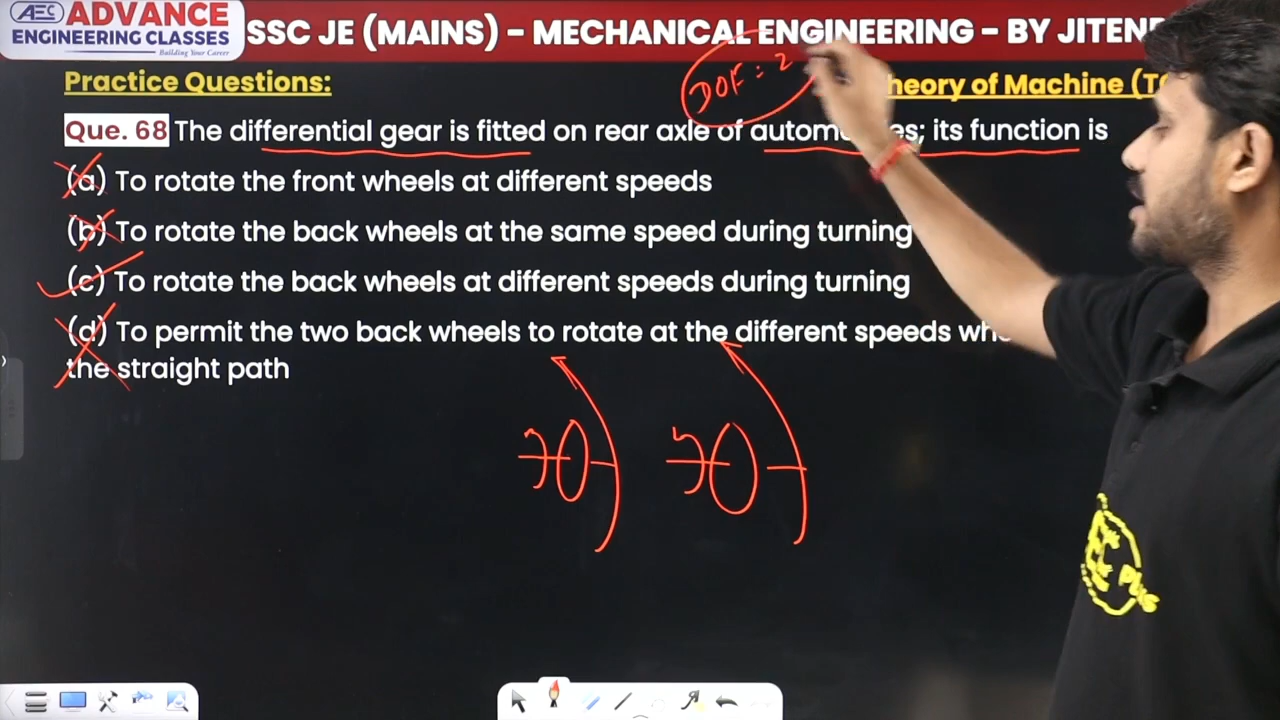 AEC ADVANCE
ENGINEERING CLASSES
Building Your Career
SSC JE (MAINS) – MECHANICAL ENGINEERING – BY JITEN
Practice Questions:
DOF = 2
heory of Machine (T
Que. 68 The differential gear is fitted on rear axle of autom es; its function is
(a) To rotate the front wheels at different speeds
(b) To rotate the back wheels at the same speed during turning
(c) To rotate the back wheels at different speeds during turning
(d) To permit the two back wheels to rotate at the different speeds wh
the straight path
PLUS